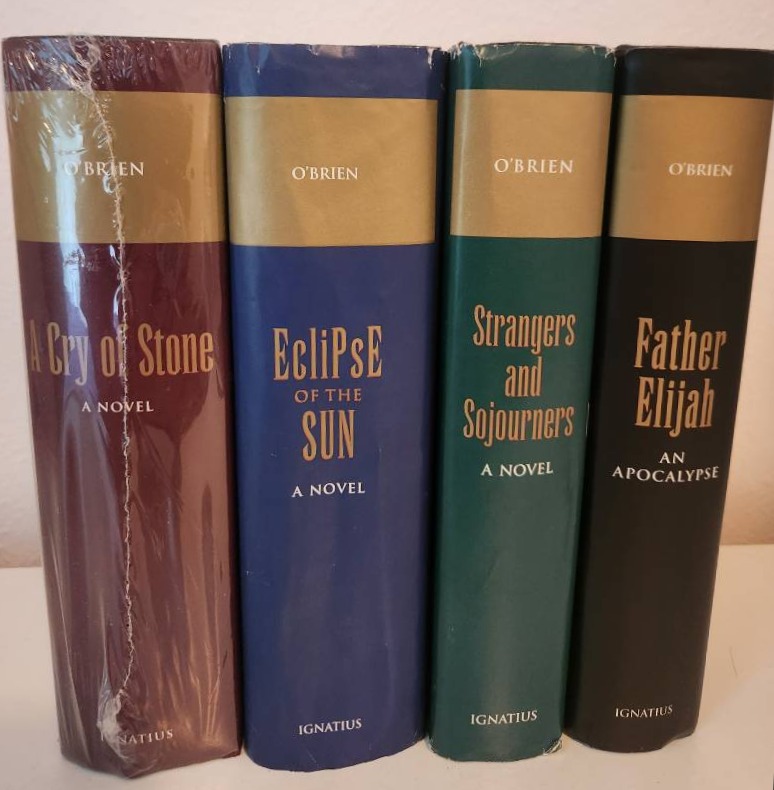 O'BRIEN
A Cry of Stone
A NOVEL
IGNATIUS
O'BRIEN
EcliPsE
OF THE
SUN
A NOVEL
IGNATIUS
O'BRIEN
Strangers
and
Sojourners
A NOVEL
IGNATIUS
O'BRIEN
Father
Elijah
AN
APOCALYPSE
IGNATIUS